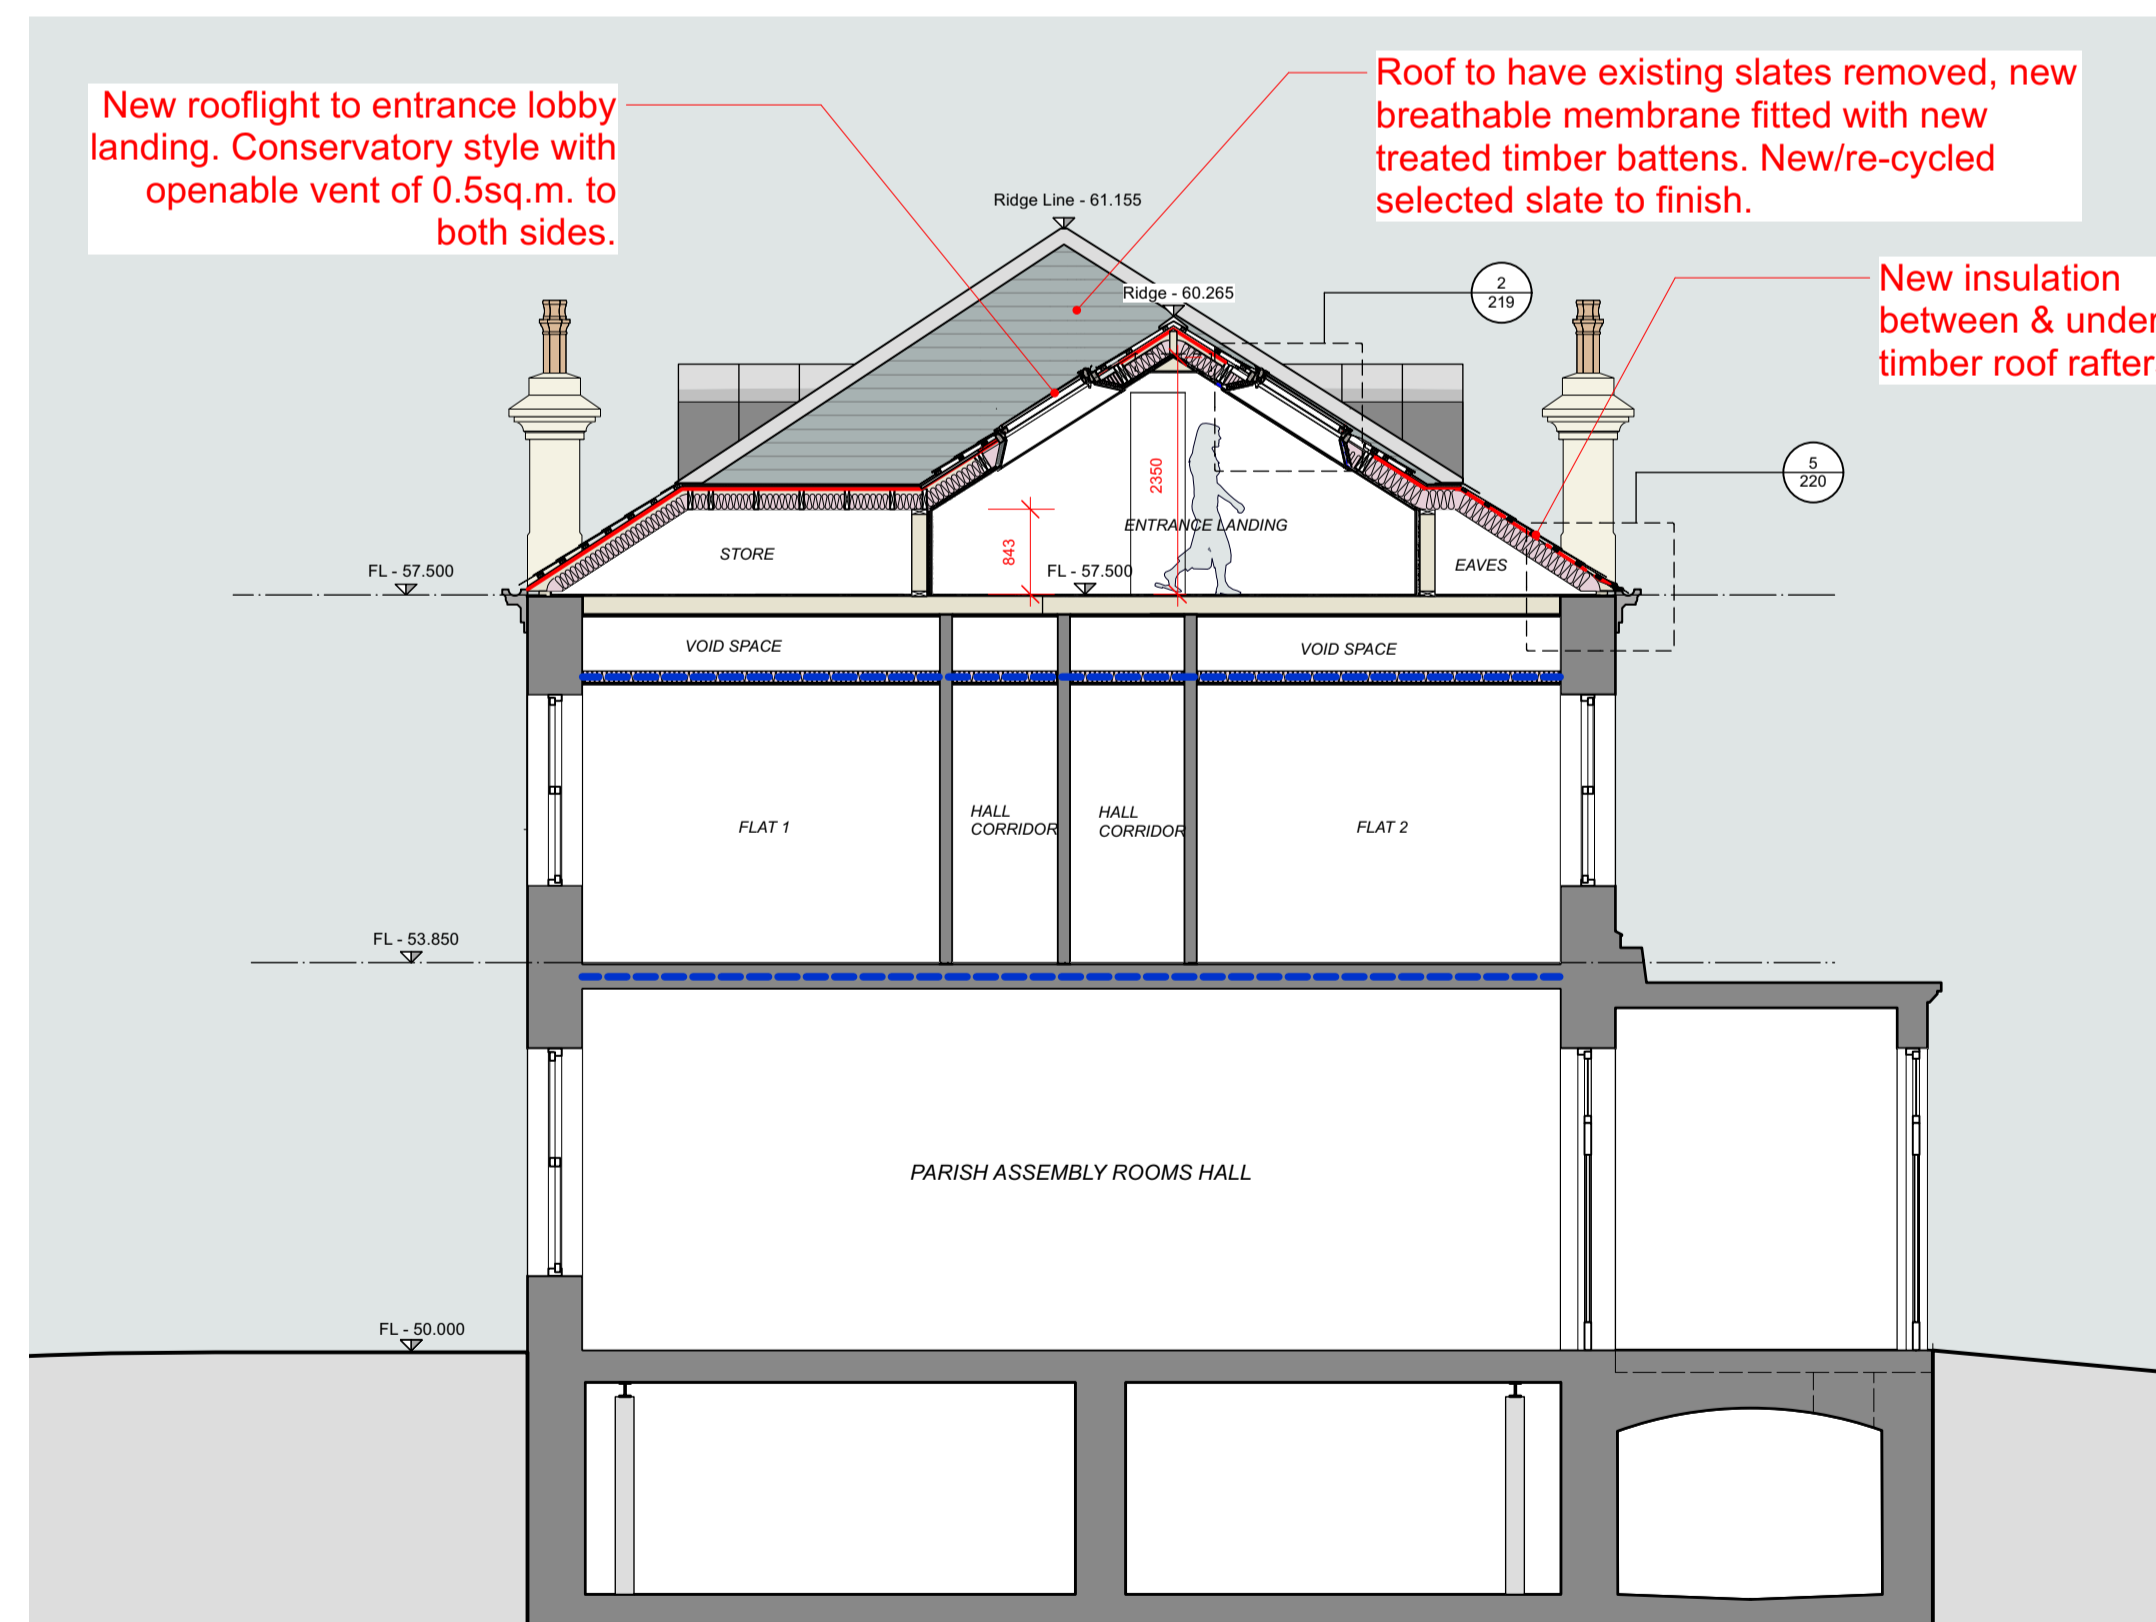 New rooflight to entrance lobby
landing. Conservatory style with
openable vent of 0.5sq.m. to
both sides.
Roof to have existing slates removed, new
breathable membrane fitted with new
treated timber battens. New/re-cycled
selected slate to finish.
Ridge Line - 61.155
Ridge - 60.265
2
219
New insulation
between & under
timber roof rafter
5
220
2350
ENTRANCE LANDING
STORE
843
FL - 57.500
FL - 57.500
EAVES
VOID SPACE
VOID SPACE
FLAT 1
HALL
CORRIDOR
HALL
CORRIDOR
FLAT 2
FL - 53.850
PARISH ASSEMBLY ROOMS HALL
FL - 50.000